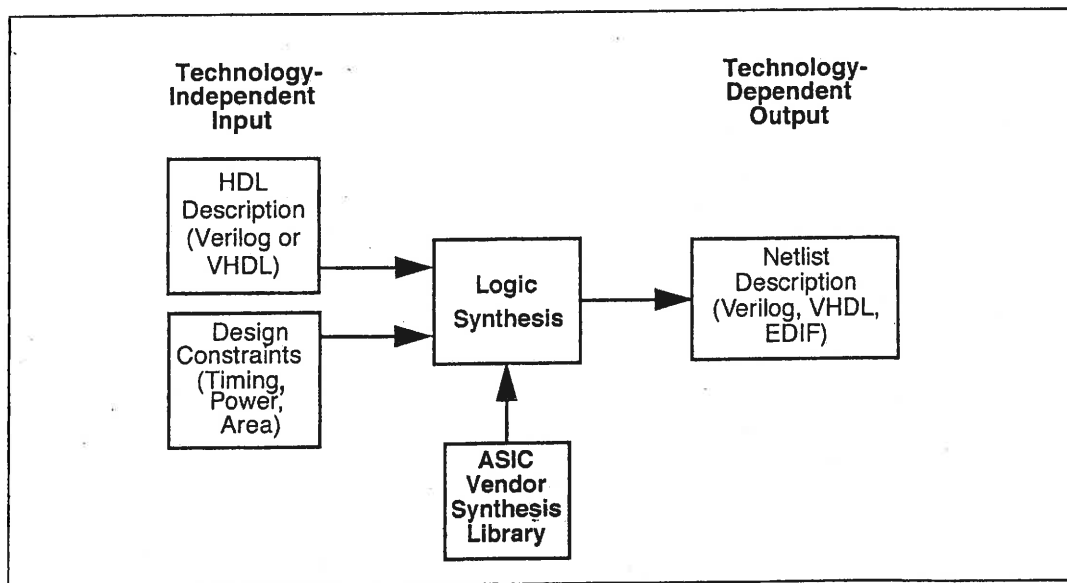 Technology-
Independent
Input
Technology-
Dependent
Output
HDL
Description
(Verilog or
VHDL)
Design
Constraints
(Timing,
Power,
Area)
Logic
Synthesis
ASIC
Vendor
Synthesis
Library
Netlist
Description
(Verilog, VHDL,
EDIF)